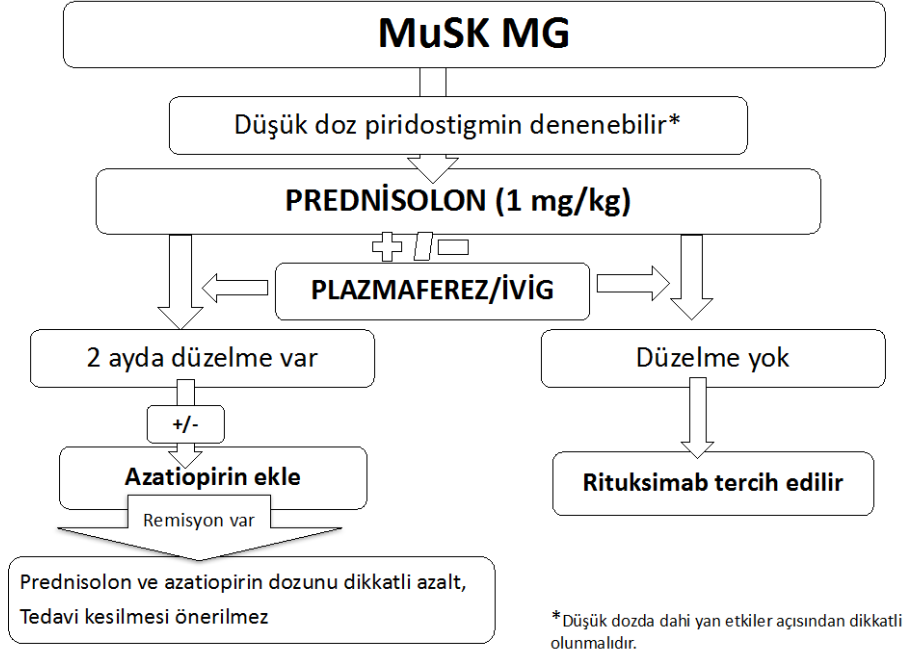 MuSK MG
Düşük doz piridostigmin denenebilir*
PREDNİSOLON (1 mg/kg)
+/-
PLAZMAFEREZ/İVİG
2 ayda düzelme var
Düzelme yok
+/-
Azatiopirin ekle
Rituksimab tercih edilir
Remisyon var
Prednisolon ve azatiopirin dozunu dikkatli azalt,
Tedavi kesilmesi önerilmez
*Düşük dozda dahi yan etkiler açısından dikkatli
olunmalıdır.